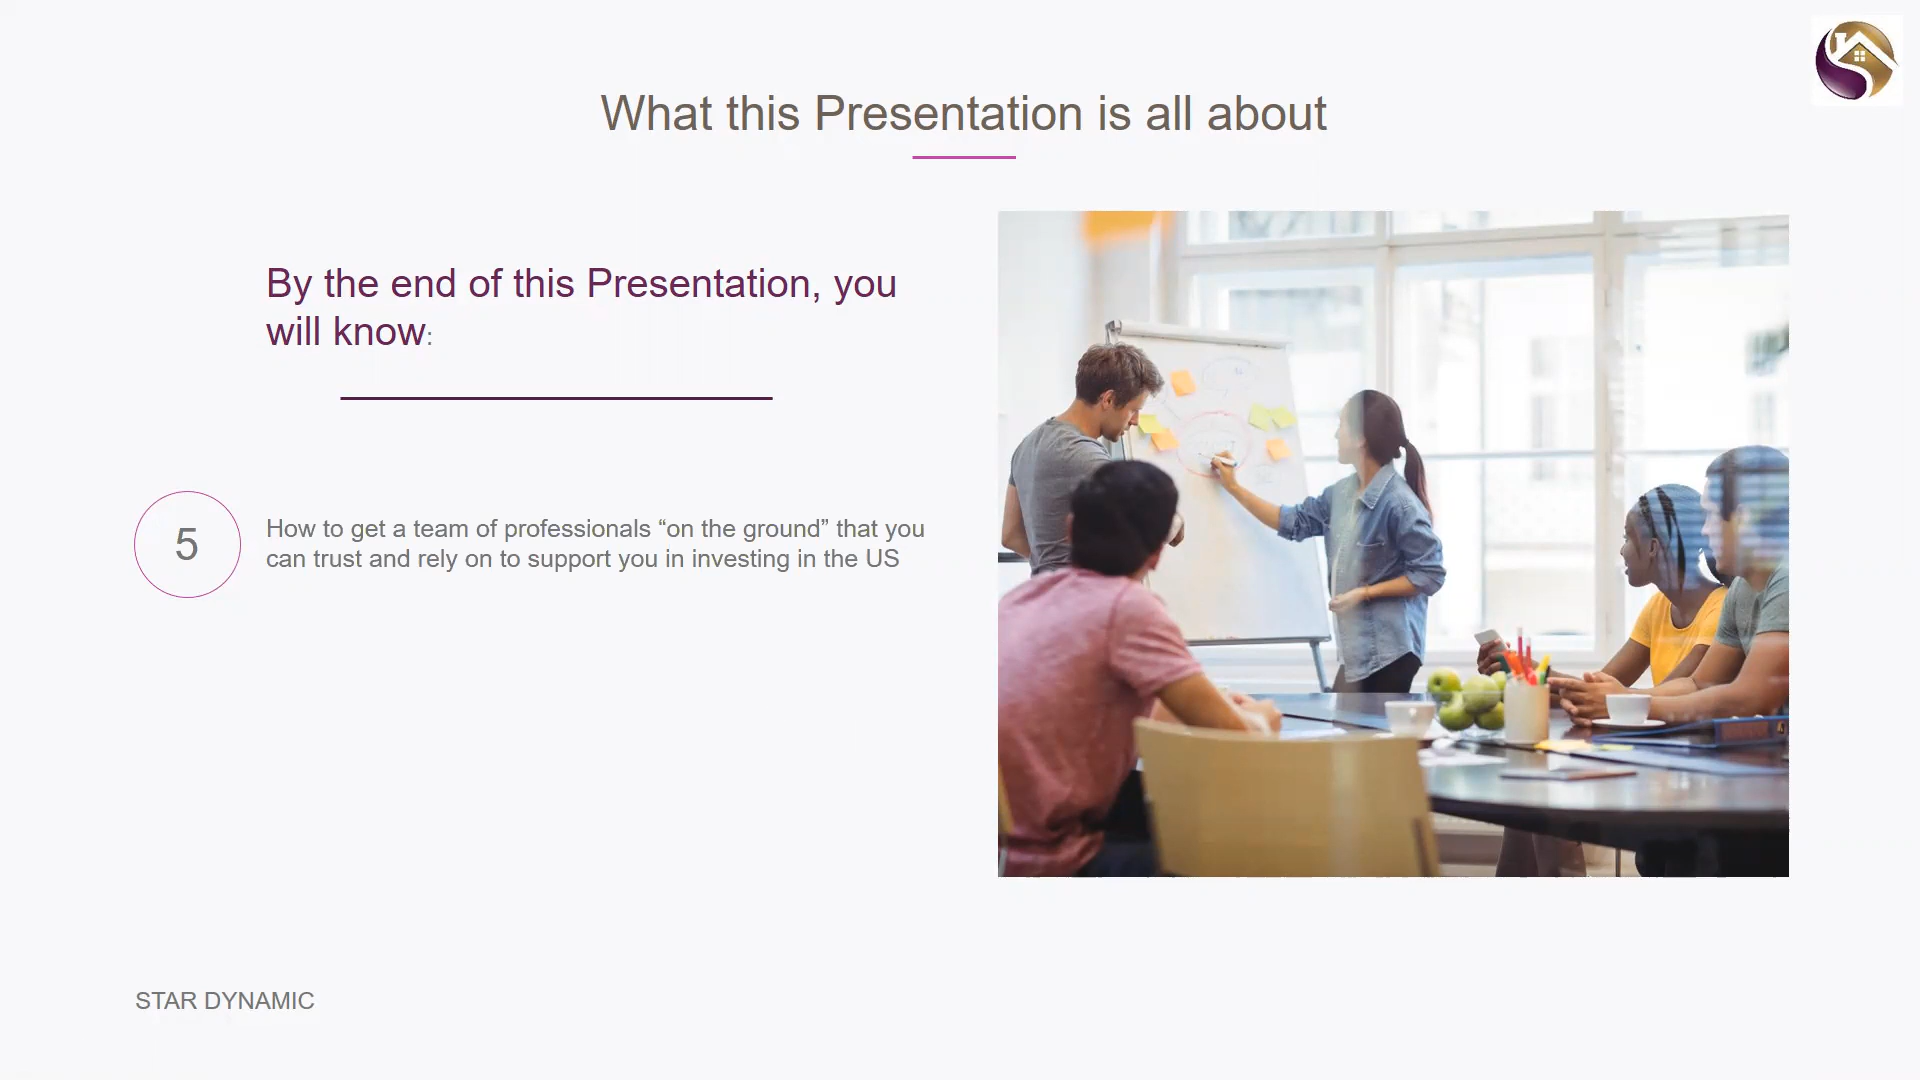 What this Presentation is all about
By the end of this Presentation, you
will know:
5
How to get a team of professionals “on the ground” that you
can trust and rely on to support you in investing in the US
STAR DYNAMIC